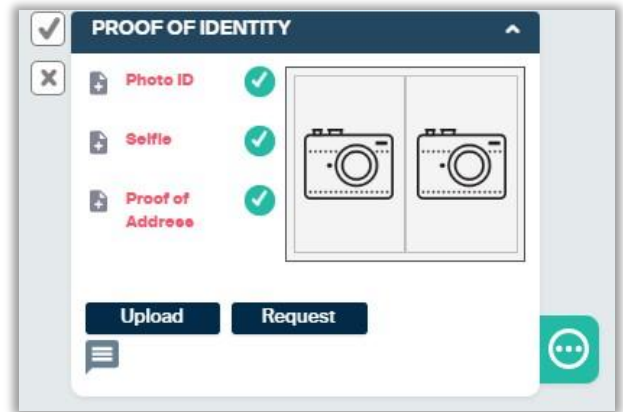 PROOF OF IDENTITY
Photo ID
Selfie
Proof of
Address
Upload
Request